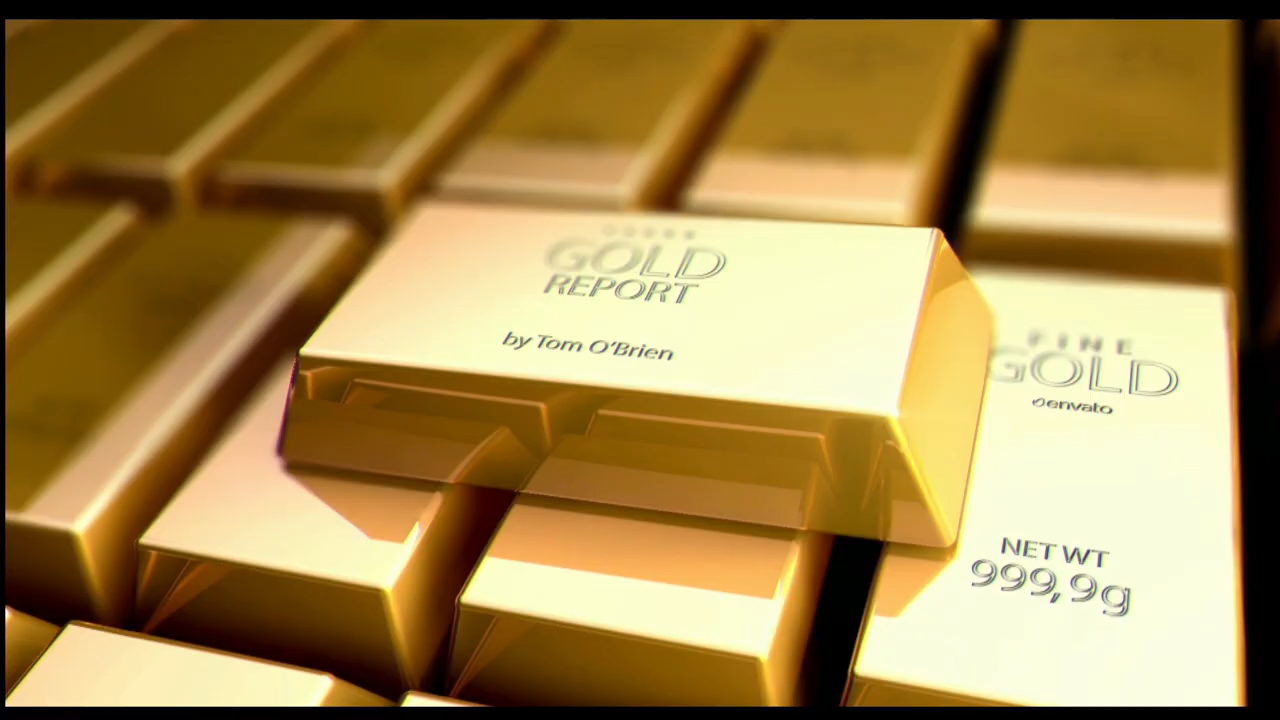 GOLD
REPORT
by Tom O'Brien
FINE
GOLD
envato
NET WT
999,9g